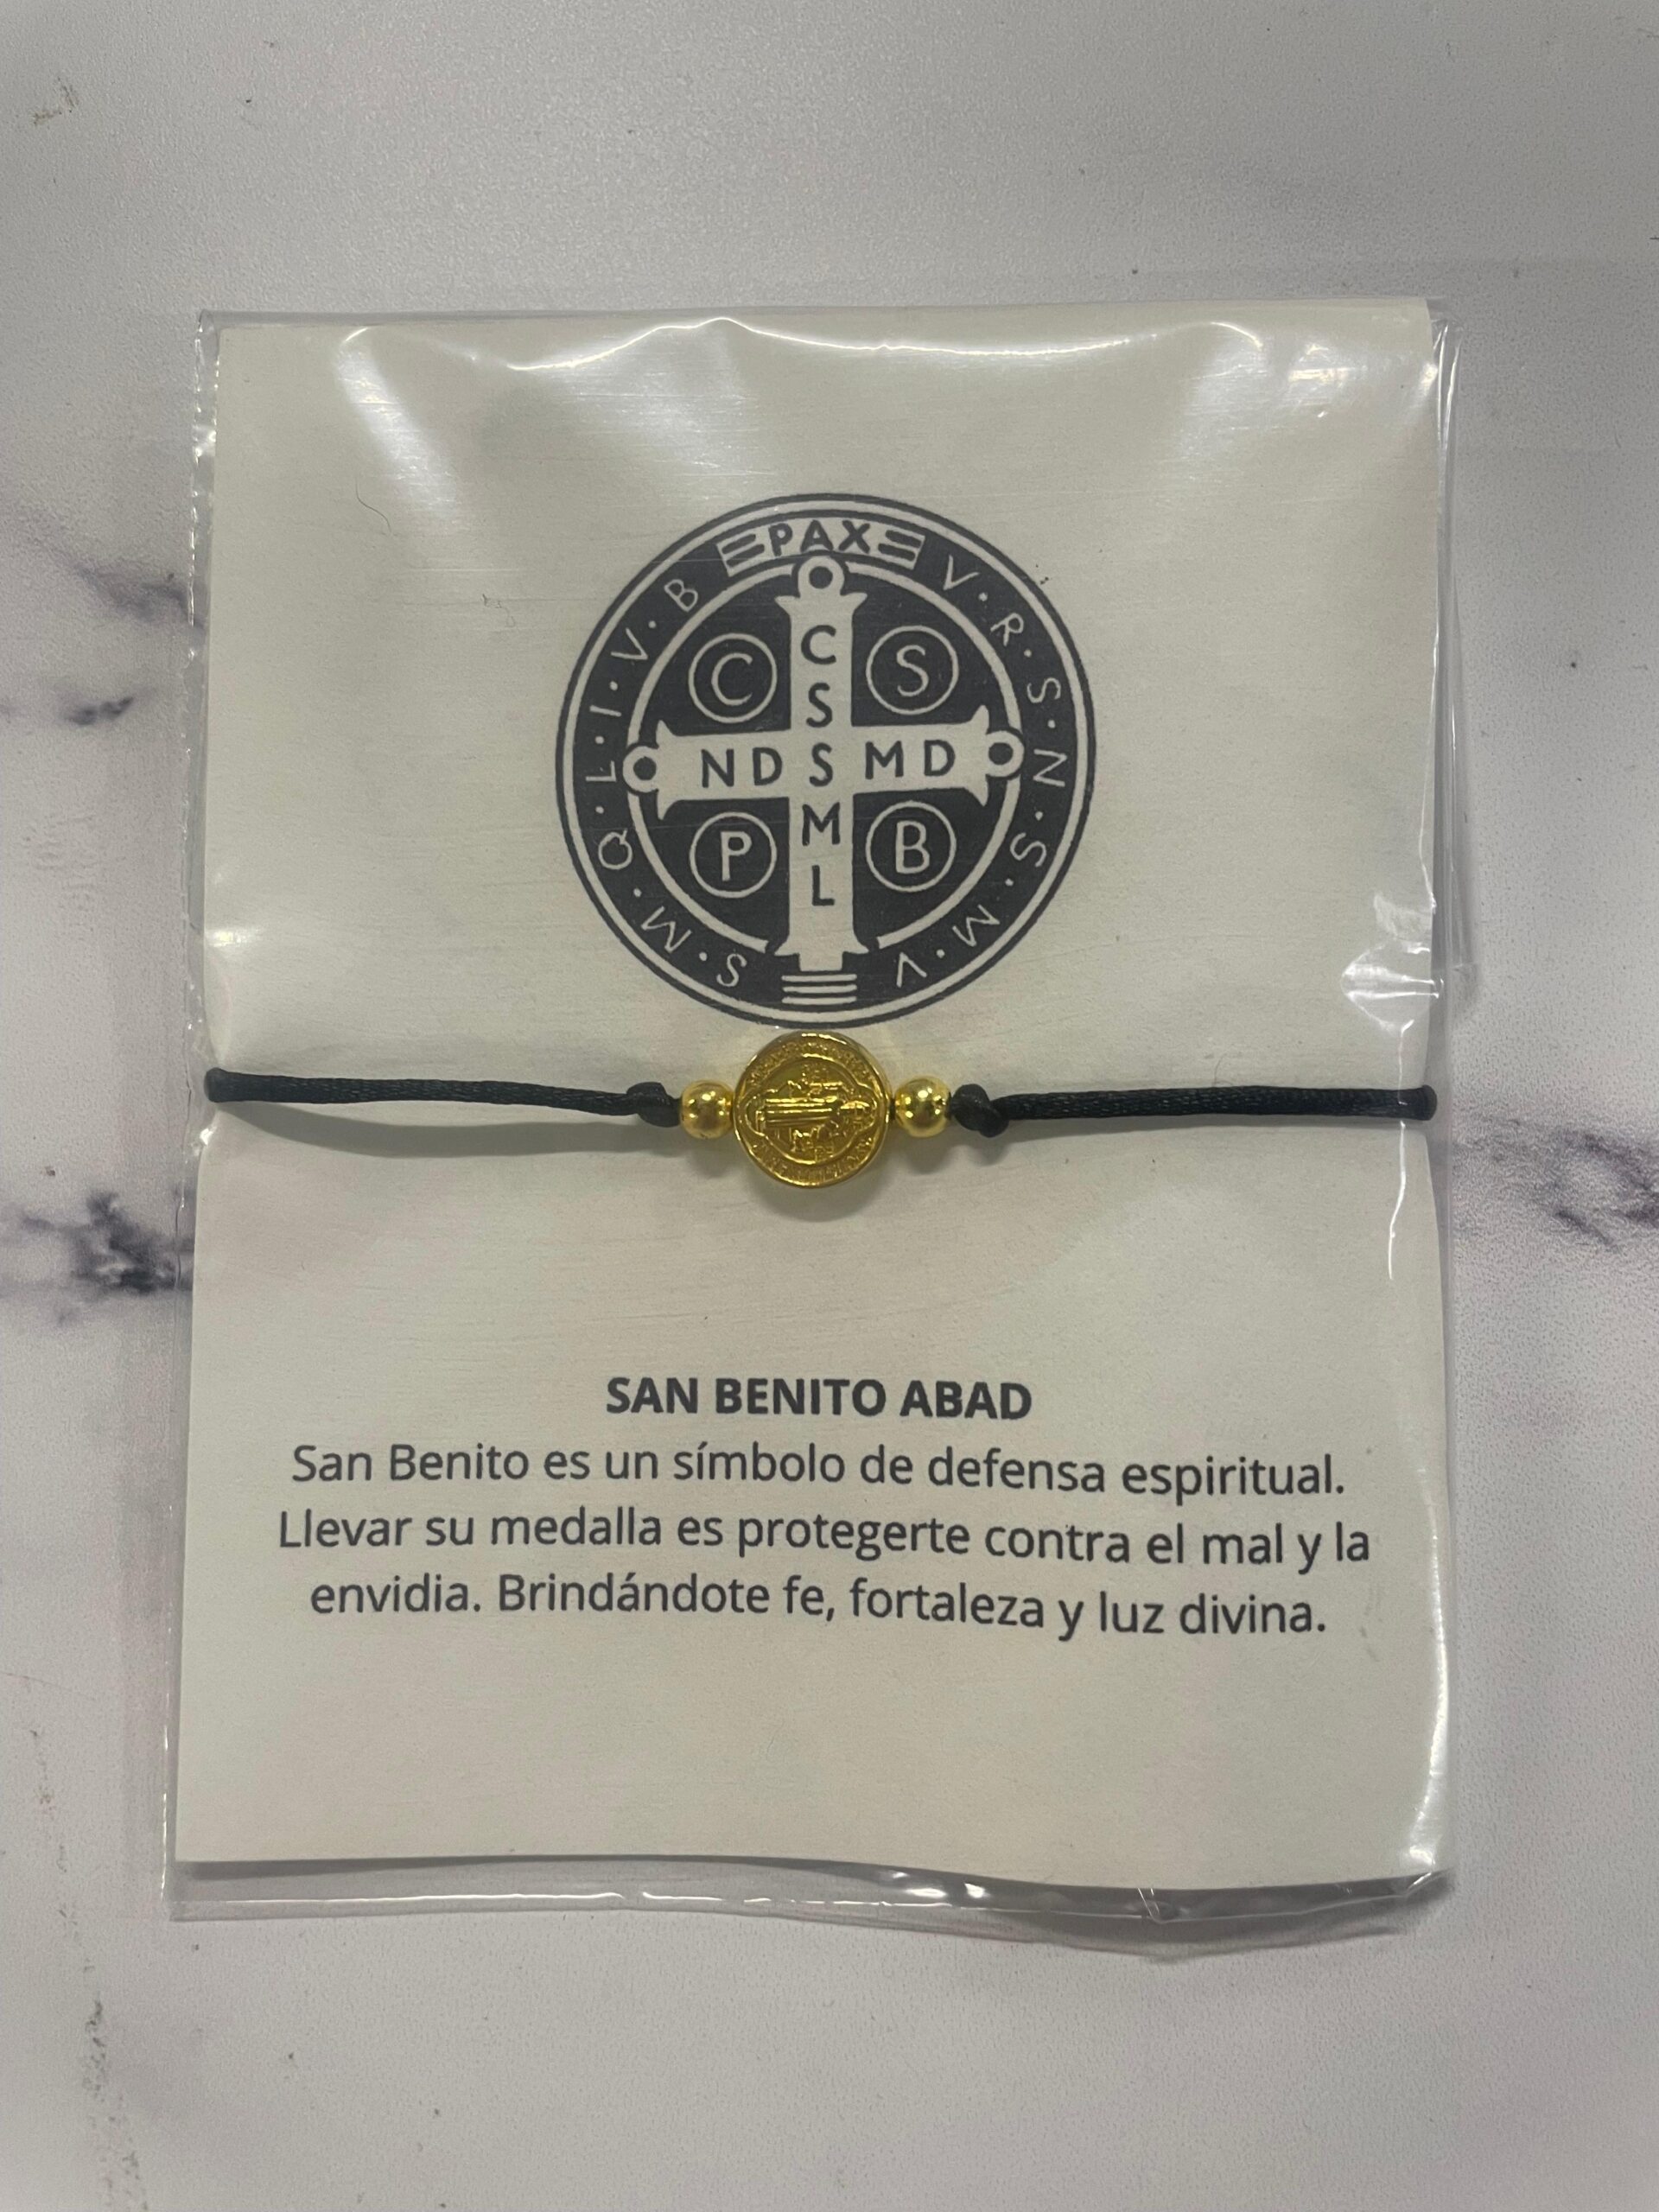 PAX
V · R · S · N · S · M · V
S · M · Q · L · I · V · B
C S
C
S
N D S M D
M
L
P B
SAN BENITO ABAD
San Benito es un símbolo de defensa espiritual.
Llevar su medalla es protegerte contra el mal y la
envidia. Brindándote fe, fortaleza y luz divina.